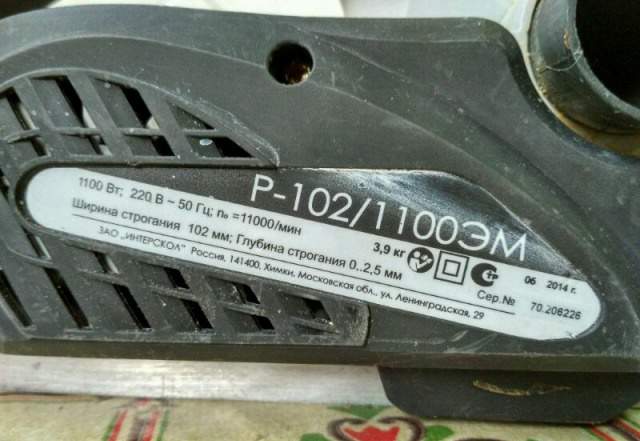 Р-102/1100ЭМ
1100 Вт; 220 В ~ 50 Гц; n₀ =11000/мин
Ширина строгания 102 мм; Глубина строгания 0..2,5 мм
3,9 кг
ЗАО „ИНТЕРСКОЛ" Россия, 141400, Химки, Московская обл., ул. Ленинградская, 29
06 2014 г.
Сер.№ 70.206226